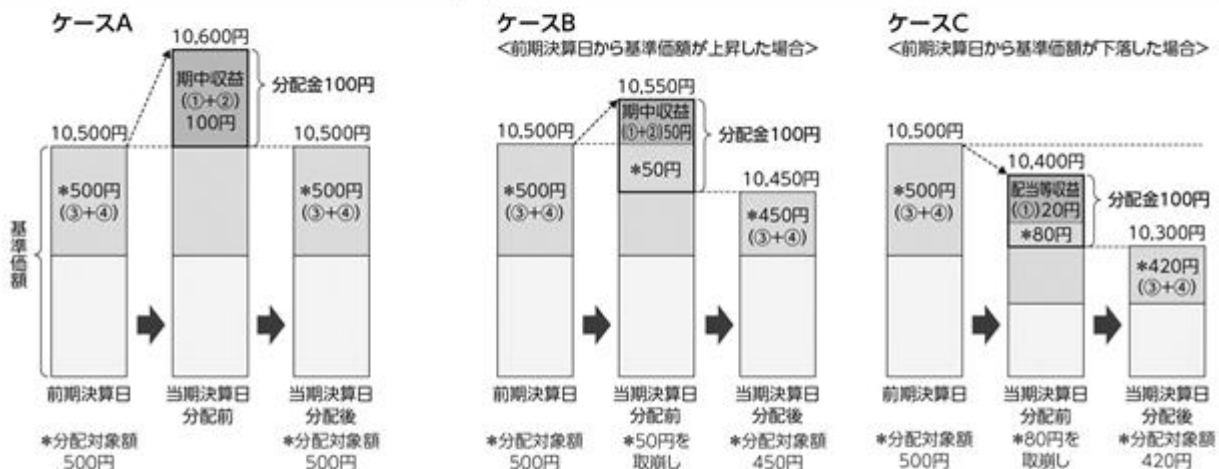 ケースA
10,600円
期中収益
(①+②)
100円
分配金100円
10,500円
10,500円
*500円
(③+④)
*500円
(③+④)
基準価額
前期決算日
当期決算日
分配前
当期決算日
分配後
*分配対象額
500円
*分配対象額
500円
ケースB
<前期決算日から基準価額が上昇した場合>
10,550円
期中収益
(①+②)50円
分配金100円
10,500円
*50円
10,450円
*500円
(③+④)
*450円
(③+④)
前期決算日
当期決算日
分配前
当期決算日
分配後
*分配対象額
500円
*50円を
取崩し
*分配対象額
450円
ケースC
<前期決算日から基準価額が下落した場合>
10,500円
10,400円
配当等収益
(①)20円
分配金100円
*80円
10,300円
*500円
(③+④)
*420円
(③+④)
前期決算日
当期決算日
分配前
当期決算日
分配後
*分配対象額
500円
*80円を
取崩し
*分配対象額
420円